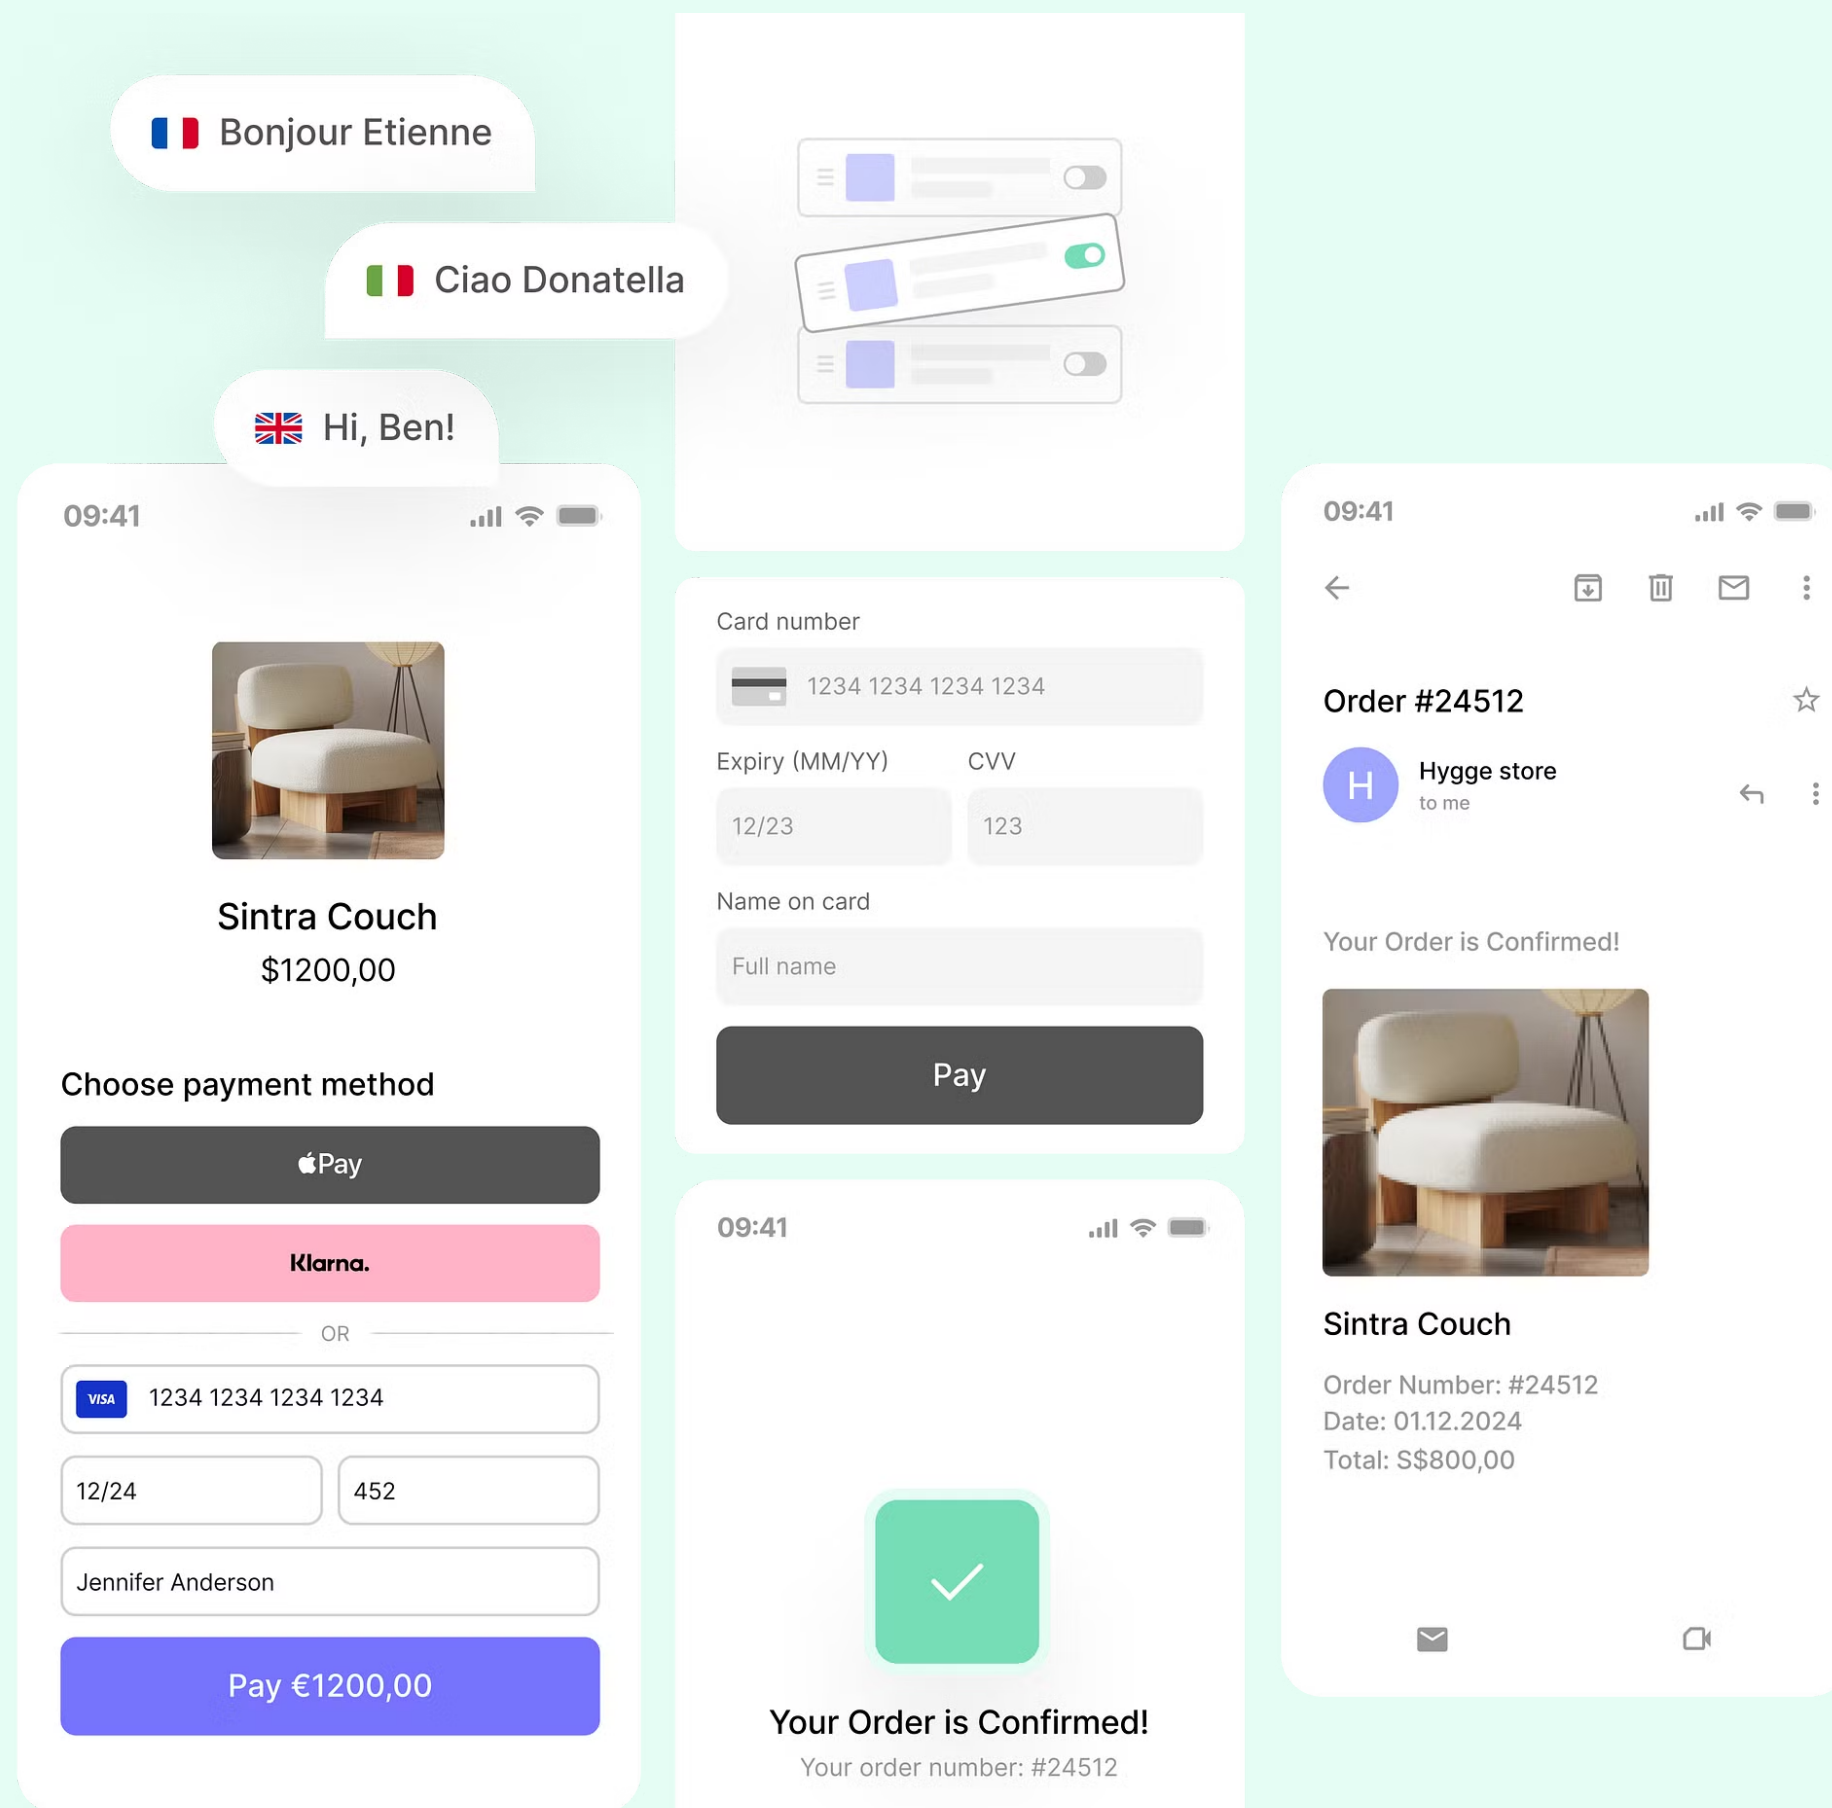 Bonjour Etienne
Ciao Donatella
Hi, Ben!
09:41
Sintra Couch
$1200,00
Choose payment method
Pay
Klarna.
OR
VISA 1234 1234 1234 1234
12/24 452
Jennifer Anderson
Pay €1200,00
Card number
1234 1234 1234 1234
Expiry (MM/YY) CVV
12/23 123
Name on card
Full name
Pay
09:41
Your Order is Confirmed!
Your order number: #24512
09:41
Order #24512
H Hygge store
to me
Your Order is Confirmed!
Sintra Couch
Order Number: #24512
Date: 01.12.2024
Total: S$800,00